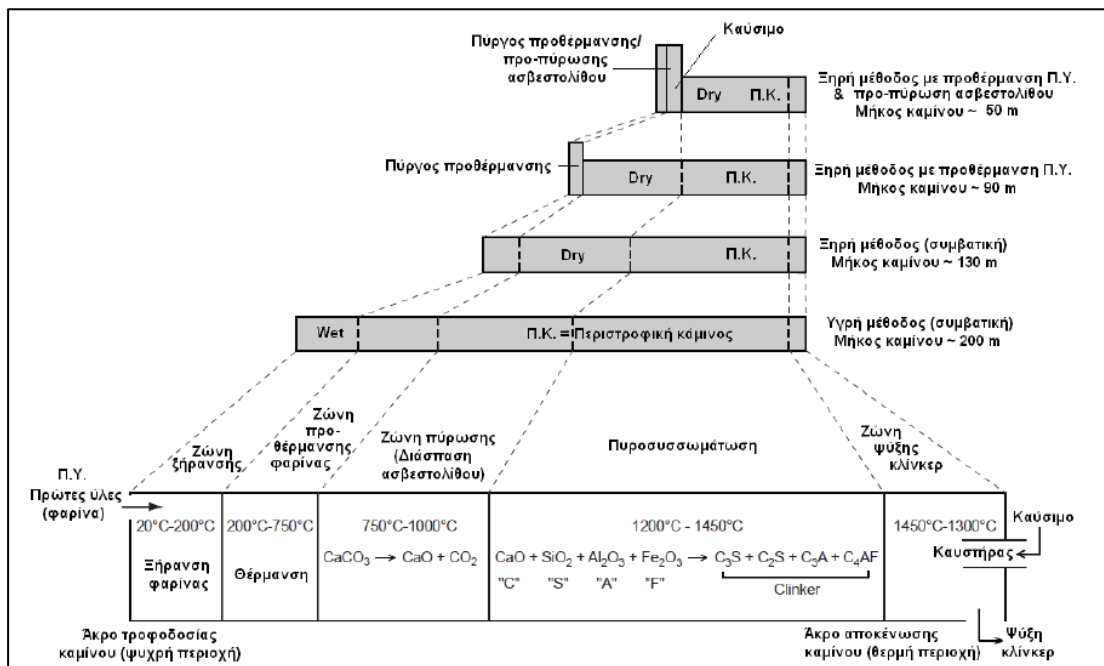 Πύργος προθέρμανσης/
προ-πύρωσης
ασβεστολίθου
Καύσιμο
Dry Π.Κ.
Ξηρή μέθοδος με προθέρμανση Π.Υ.
& προ-πύρωση ασβεστολίθου
Μήκος καμίνου ~ 50 m
Πύργος προθέρμανσης
Dry Π.Κ.
Ξηρή μέθοδος με προθέρμανση Π.Υ.
Μήκος καμίνου ~ 90 m
Dry Π.Κ.
Ξηρή μέθοδος (συμβατική)
Μήκος καμίνου ~ 130 m
Wet Π.Κ. = Περιστροφική κάμινος
Υγρή μέθοδος (συμβατική)
Μήκος καμίνου ~ 200 m
Ζώνη
ξήρανσης
Ζώνη
προ-
θέρμανσης
φαρίνας
Ζώνη πύρωσης
(Διάσπαση
ασβεστολίθου)
Πυροσυσσωμάτωση
Ζώνη
ψύξης
κλίνκερ
Π.Υ.
Πρώτες ύλες
(φαρίνα)
20°C-200°C 200°C-750°C 750°C-1000°C 1200°C - 1450°C 1450°C-1300°C
Ξήρανση
φαρίνας
Θέρμανση
CaCO₃ → CaO + CO₂
CaO + SiO₂ + Al₂O₃ + Fe₂O₃ → C₃S + C₂S + C₃A + C₄AF
"C" "S" "A" "F" Clinker
Καύσιμο
Καυστήρας
Άκρο τροφοδοσίας
καμίνου (ψυχρή περιοχή)
Άκρο αποκένωσης
καμίνου (θερμή περιοχή)
Ψύξη
κλίνκερ